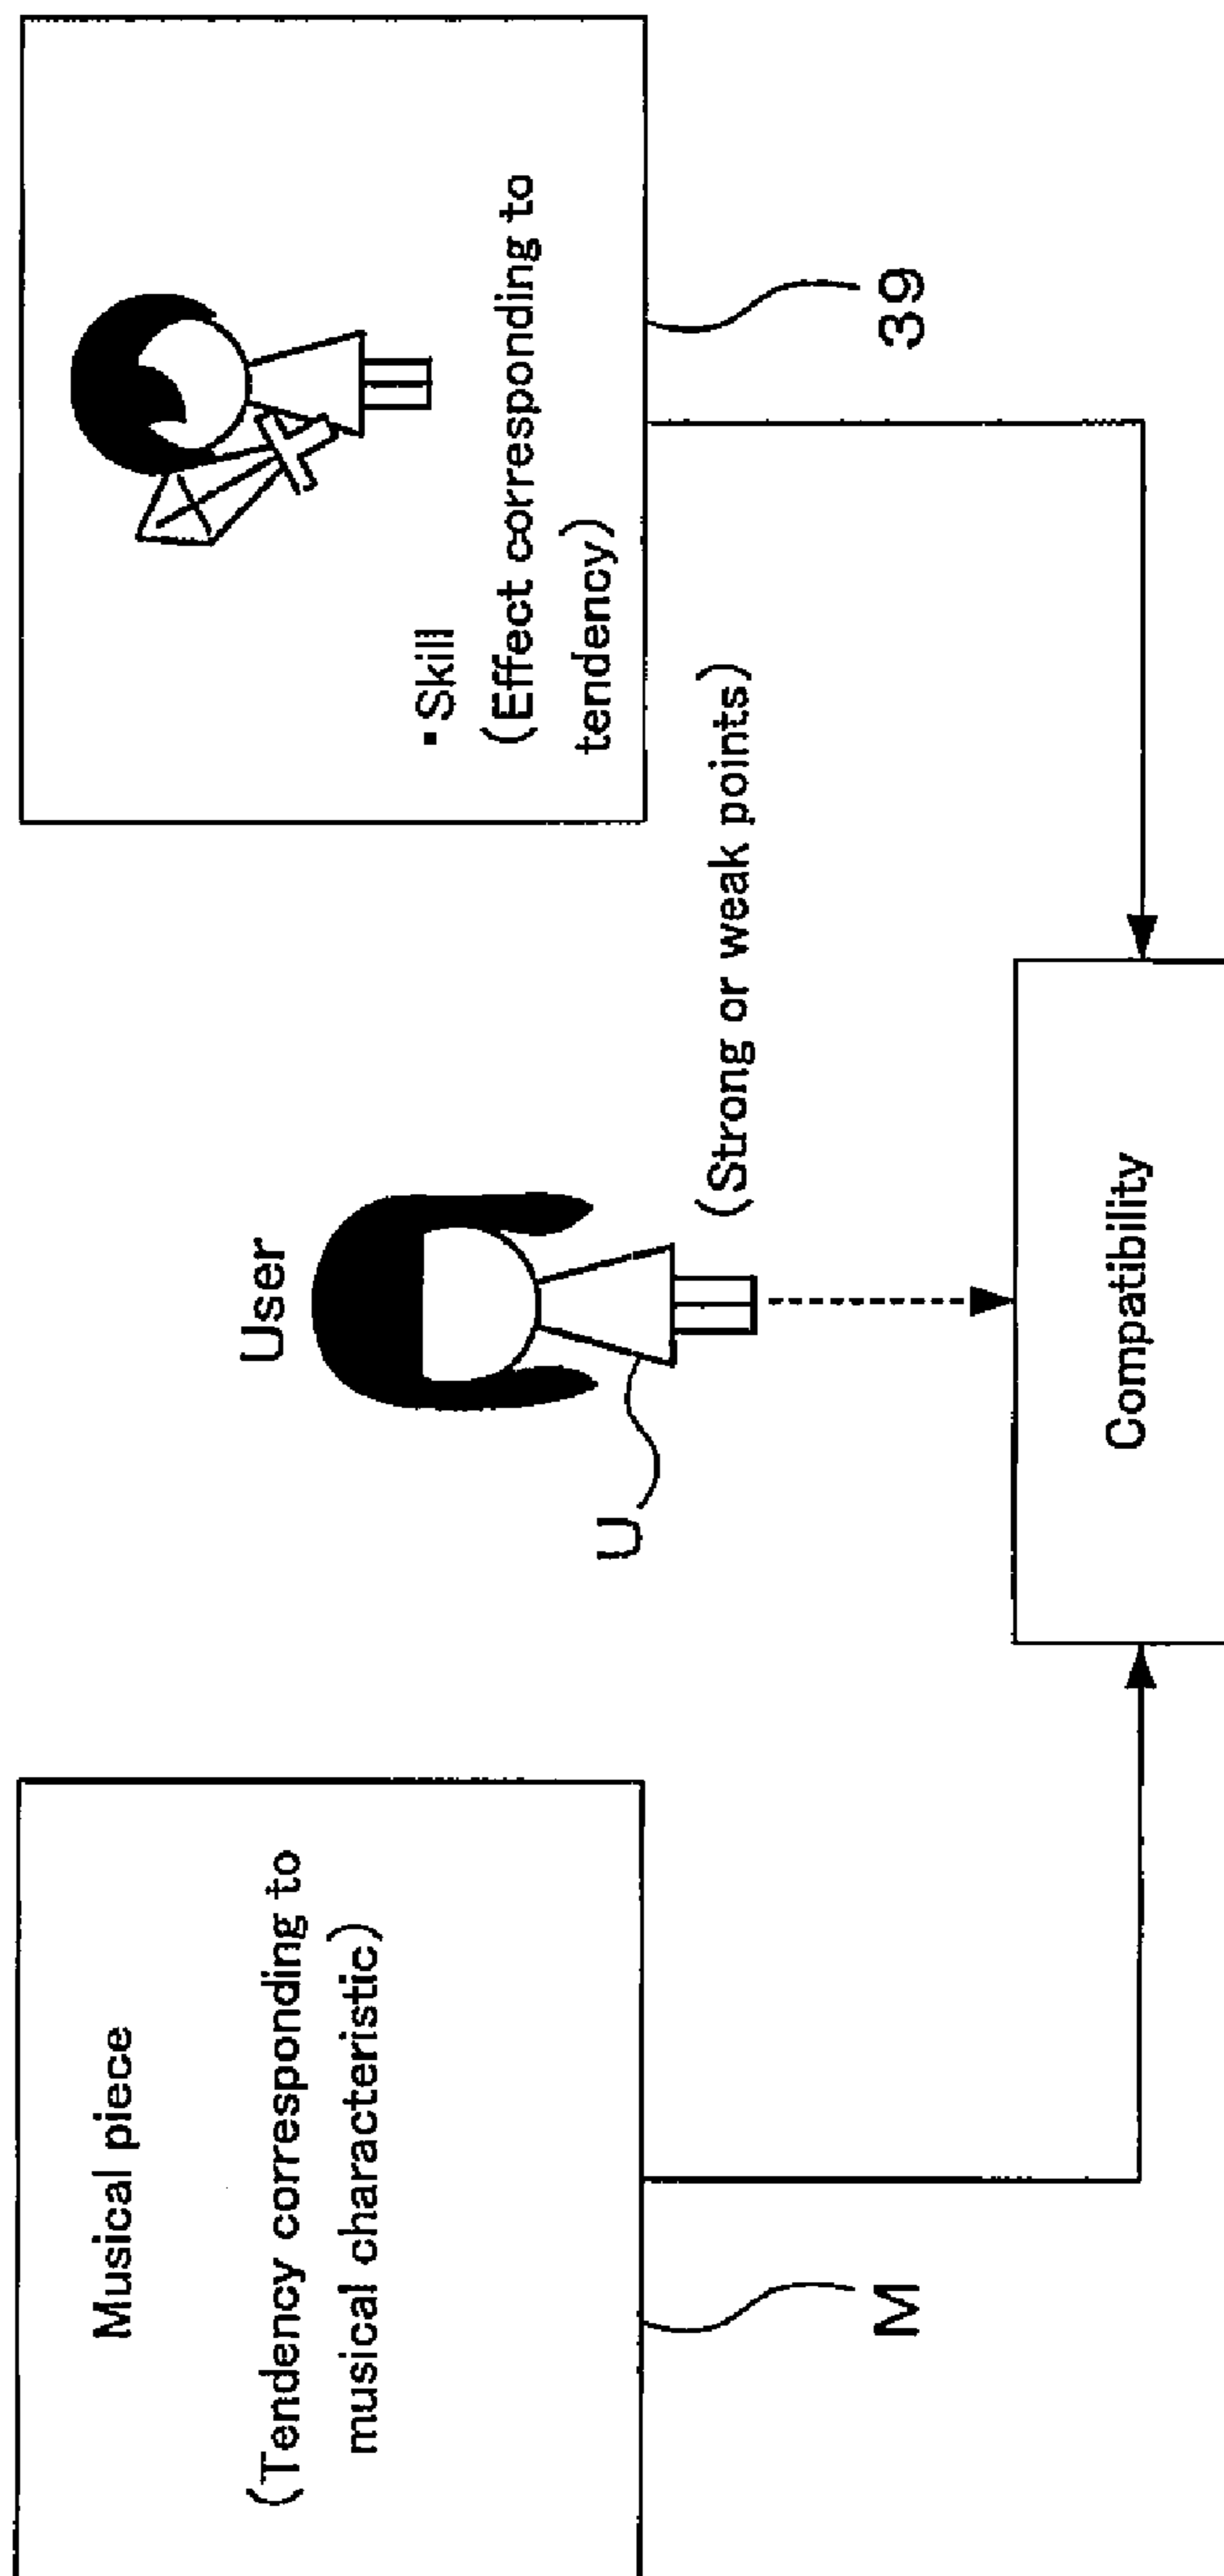 Musical piece
(Tendency corresponding to
musical characteristic)
M
User
U
(Strong or weak points)
▪Skill
(Effect corresponding to
tendency)
39
Compatibility